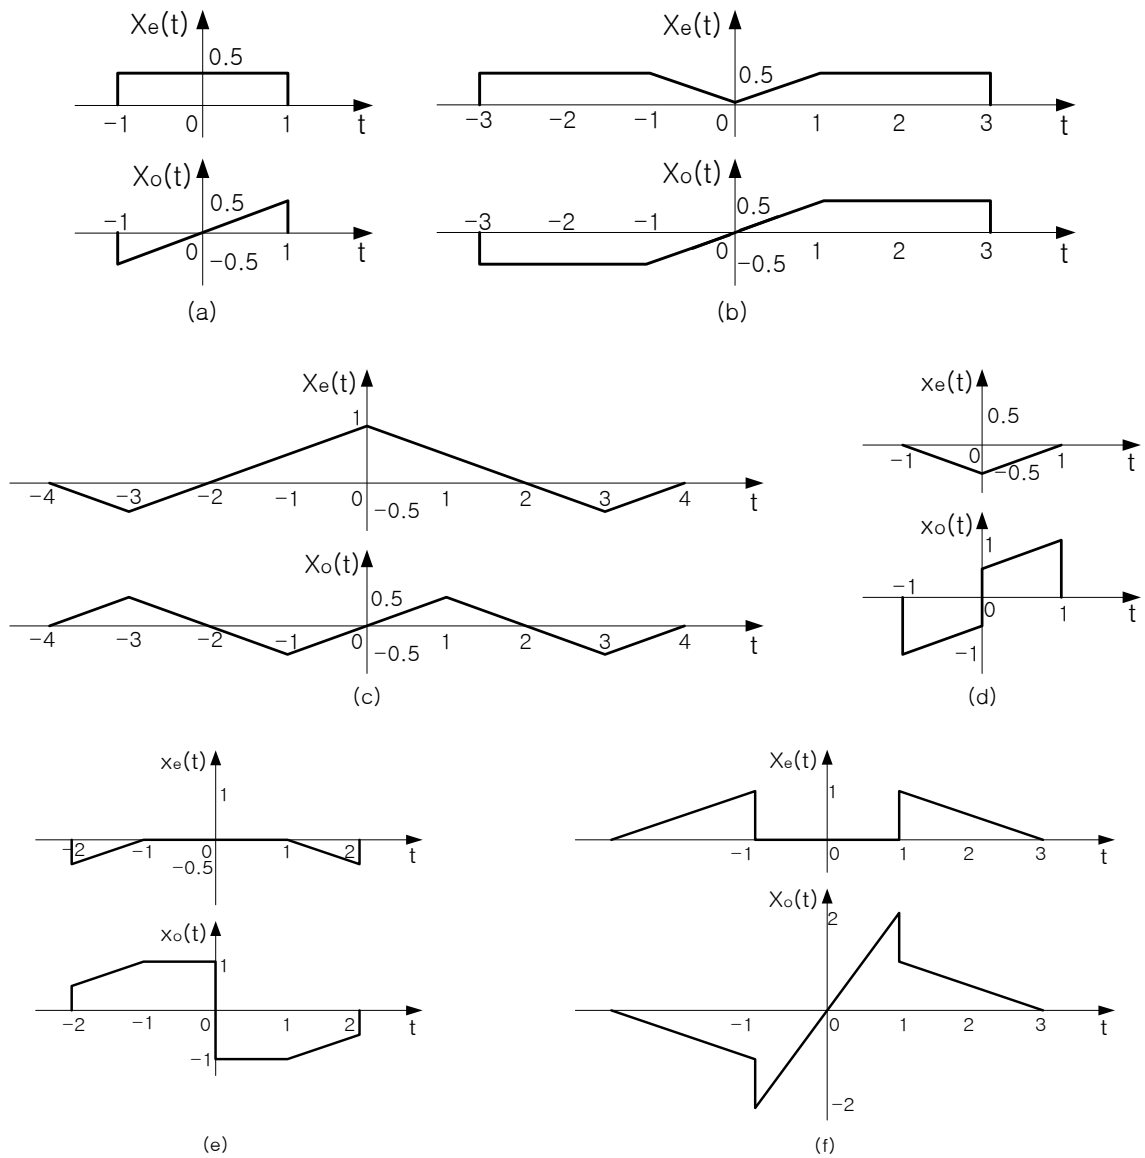 Xe(t)
0.5
-1 0 1 t
Xo(t)
0.5
-1
0 1 t
-0.5
(a)
Xe(t)
0.5
-3 -2 -1 0 1 2 3 t
Xo(t)
0.5
-3 -2 -1
0 1 2 3 t
-0.5
(b)
Xe(t)
1
-4 -3 -2 -1 0 1 2 3 4 t
-0.5
Xo(t)
0.5
-4 -3 -2 -1 0 1 2 3 4 t
-0.5
(c)
xe(t)
0.5
-1 0 1 t
-0.5
xo(t)
1
-1
0 1 t
-1
(d)
xe(t)
1
-2 -1 0 1 2 t
-0.5
xo(t)
1
-2 -1 0 1 2 t
-1
(e)
Xe(t)
1
-1 0 1 2 3 t
Xo(t)
2
-1 0 1 2 3 t
-2
(f)